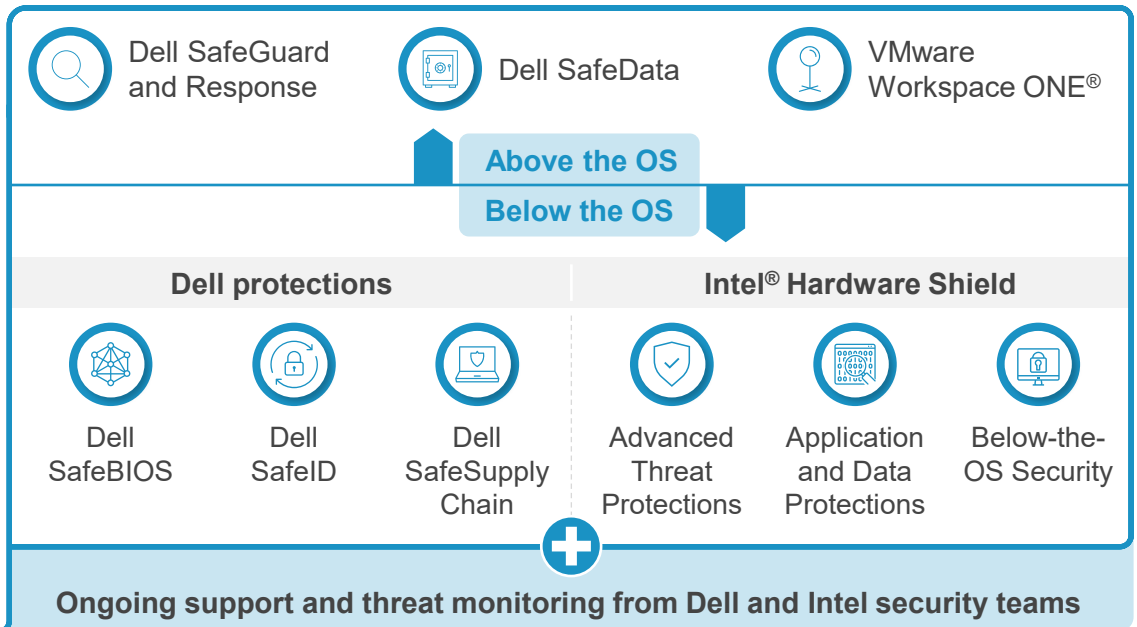 Dell SafeGuard
and Response
Dell SafeData
VMware
Workspace ONE®
Above the OS
Below the OS
Dell protections
Intel® Hardware Shield
Dell
SafeBIOS
Dell
SafeID
Dell
SafeSupply
Chain
Advanced
Threat
Protections
Application
and Data
Protections
Below-the-
OS Security
Ongoing support and threat monitoring from Dell and Intel security teams